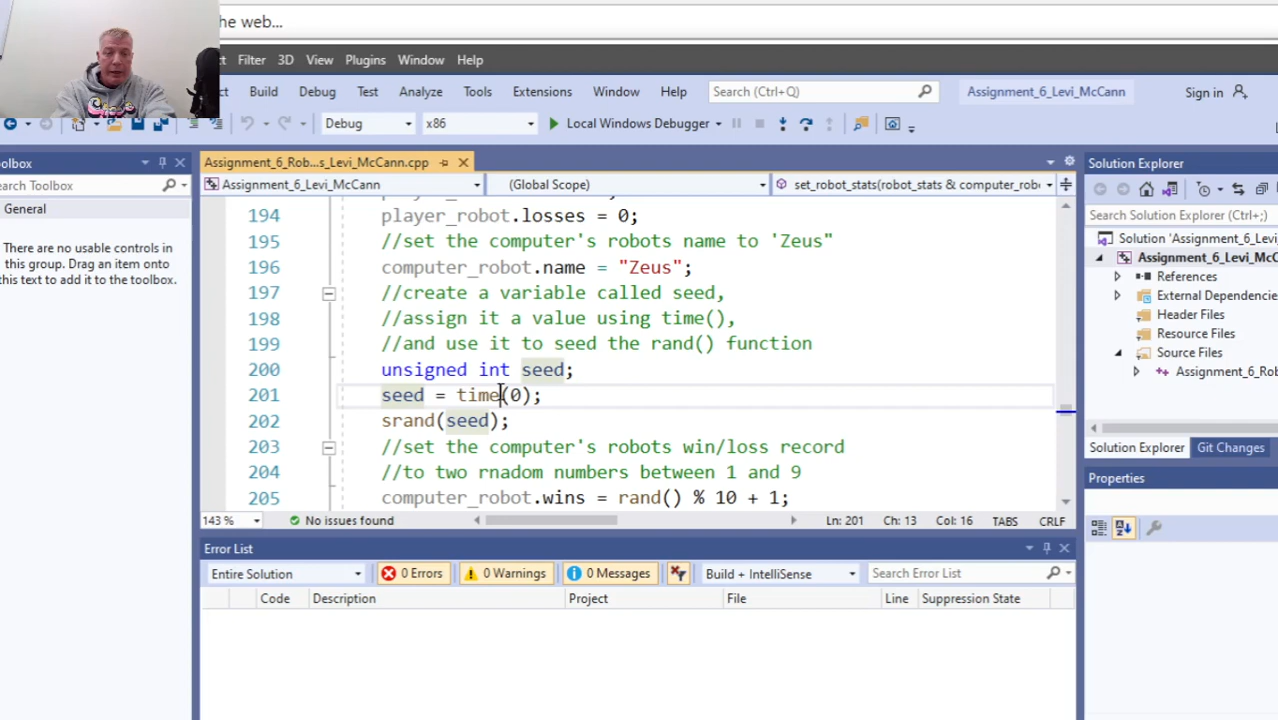 he web...
Filter 3D View Plugins Window Help
Build Debug Test Analyze Tools Extensions Window Help Search (Ctrl+Q) Assignment_6_Levi_McCann Sign in
Debug x86 Local Windows Debugger
oolbox
earch Toolbox
General
There are no usable controls in
this group. Drag an item onto
this text to add it to the toolbox.
Assignment_6_Rob...s_Levi_McCann.cpp
Assignment_6_Levi_McCann (Global Scope) set_robot_stats(robot_stats & computer_rob
194 player_robot.losses = 0;
195 //set the computer's robots name to 'Zeus"
196 computer_robot.name = "Zeus";
197 //create a variable called seed,
198 //assign it a value using time(),
199 //and use it to seed the rand() function
200 unsigned int seed;
201 seed = time(0);
202 srand(seed);
203 //set the computer's robots win/loss record
204 //to two rnadom numbers between 1 and 9
205 computer_robot.wins = rand() % 10 + 1;
143 % No issues found Ln: 201 Ch: 13 Col: 16 TABS CRLF
Error List
Entire Solution 0 Errors 0 Warnings 0 Messages Build + IntelliSense Search Error List
Code Description Project File Line Suppression State
Solution Explorer
Search Solution Explorer (Ctrl+;)
Solution 'Assignment_6_Levi
Assignment_6_Levi_McC
References
External Dependencie
Header Files
Resource Files
Source Files
Assignment_6_Ro
Solution Explorer Git Changes
Properties